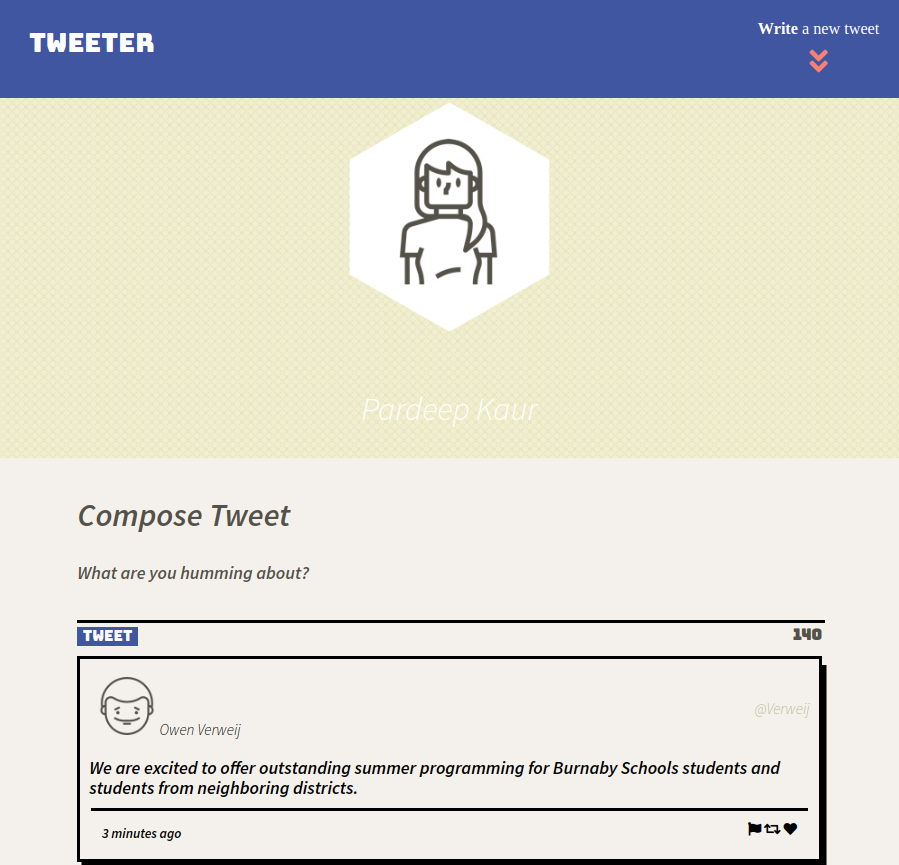 TWEETER
Write a new tweet
Pardeep Kaur
Compose Tweet
What are you humming about?
TWEET
140
Owen Verweij
@Verweij
We are excited to offer outstanding summer programming for Burnaby Schools students and
students from neighboring districts.
3 minutes ago